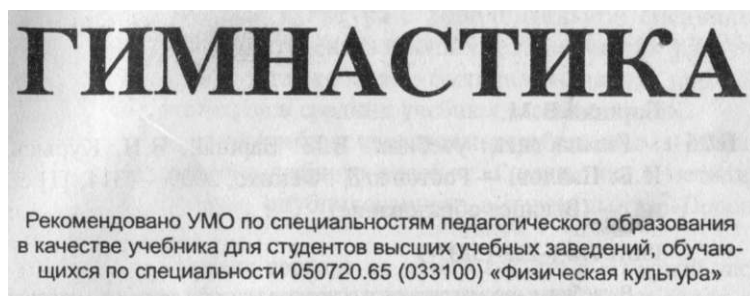 ГИМНАСТИКА
Рекомендовано УМО по специальностям педагогического образования
в качестве учебника для студентов высших учебных заведений, обучаю-
щихся по специальности 050720.65 (033100) «Физическая культура»